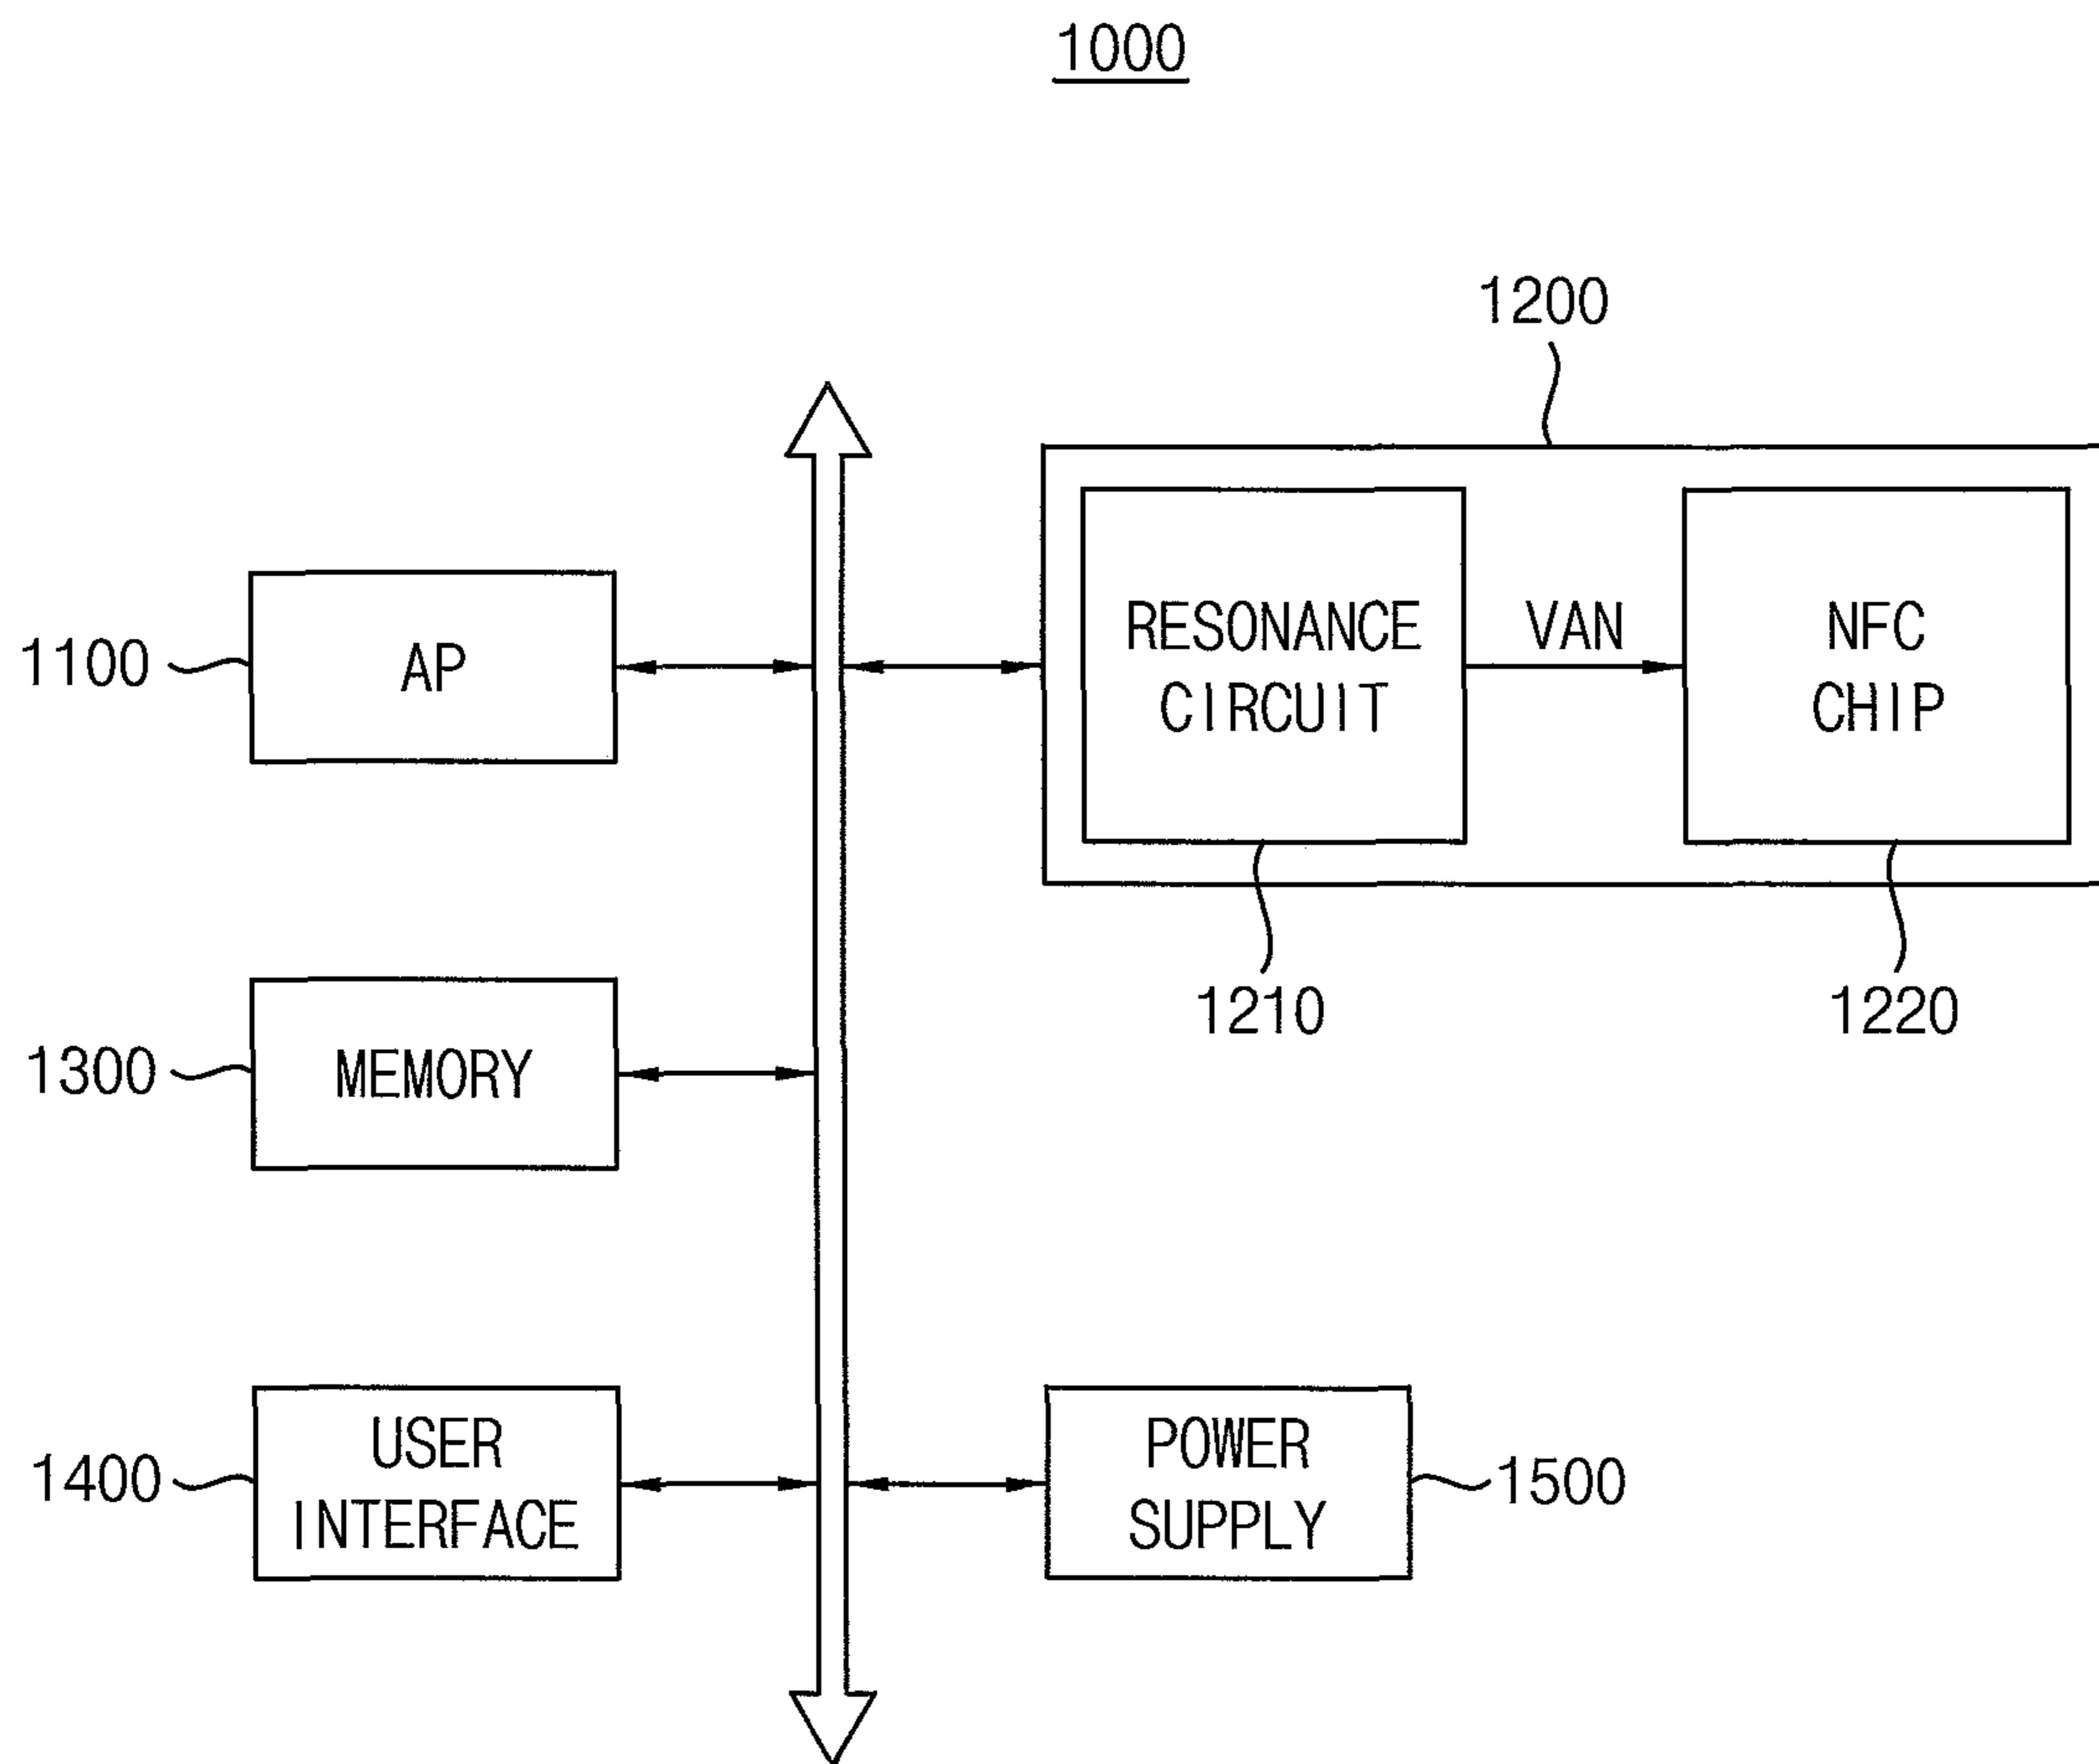 1000
1200
1100
AP
RESONANCE
CIRCUIT
VAN
NFC
CHIP
1210
1220
1300
MEMORY
1400
USER
INTERFACE
POWER
SUPPLY
1500